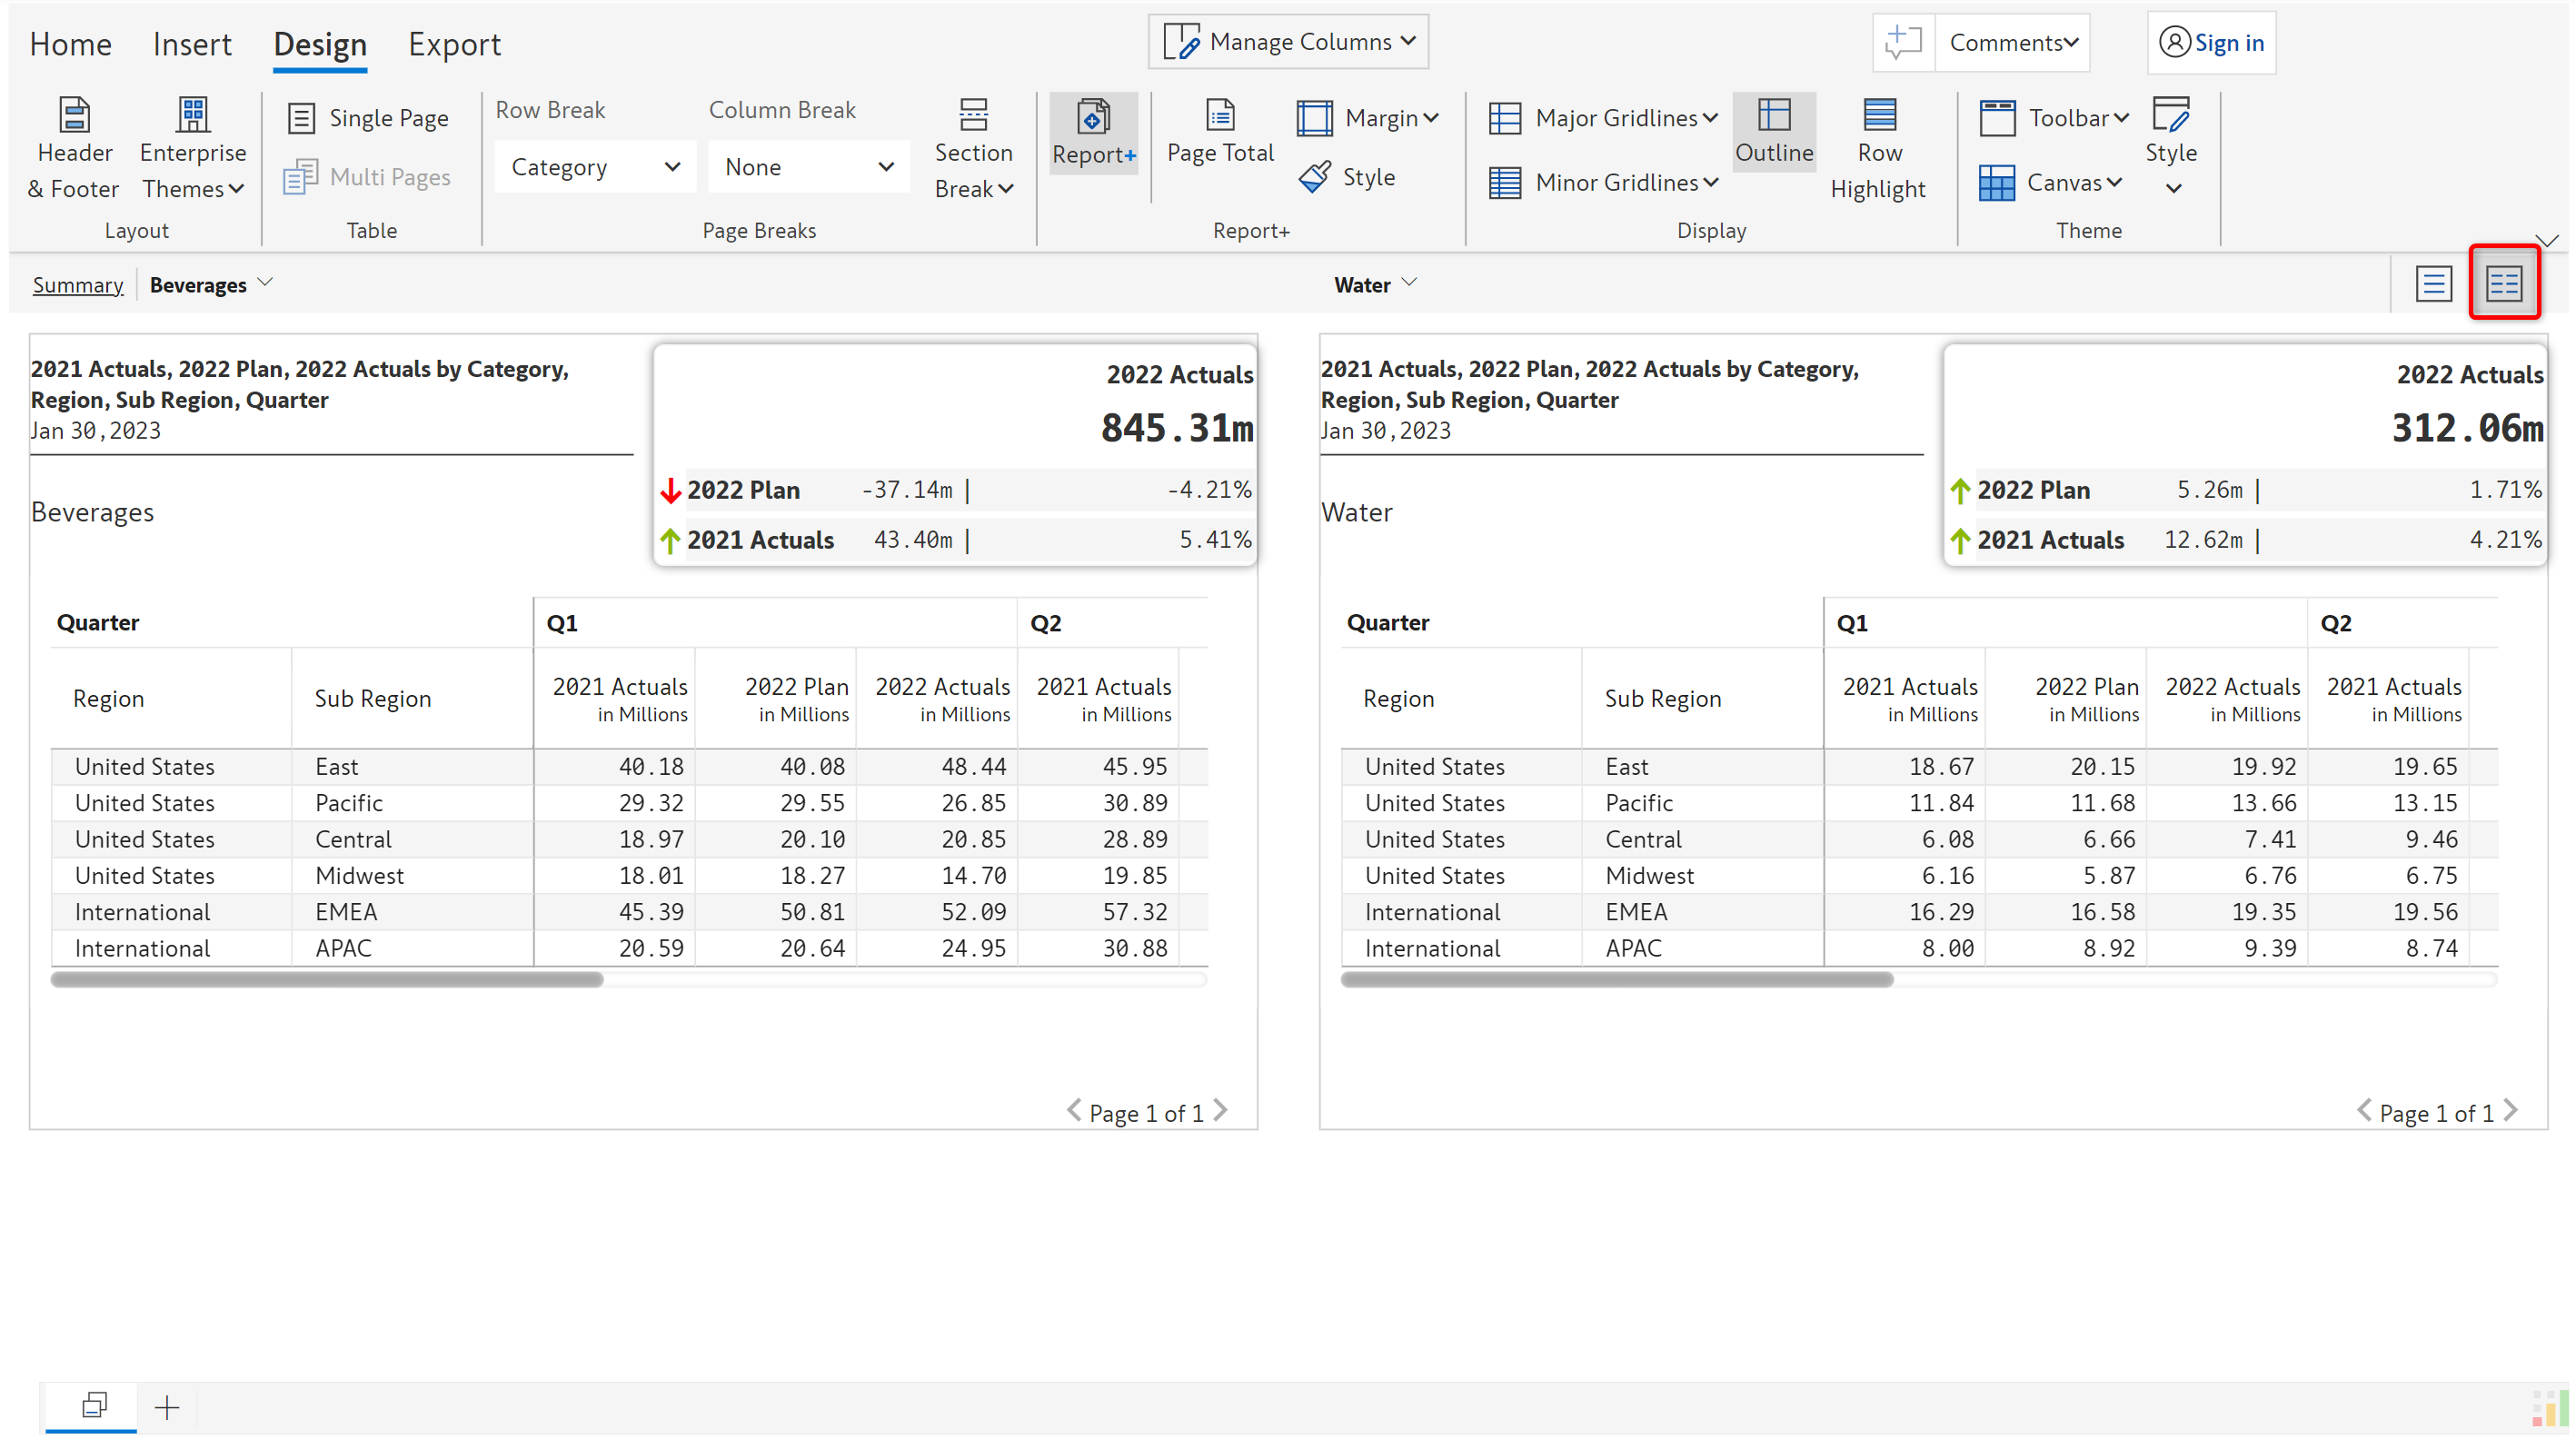 Home Insert Design Export Manage Columns Comments Sign in
Header & Footer Enterprise Themes Single Page Multi Pages Row Break Category Column Break None Section Break Report+ Page Total Margin Style Major Gridlines Minor Gridlines Outline Row Highlight Toolbar Canvas Style
Layout Table Page Breaks Report+ Display Theme
Summary Beverages Water
2021 Actuals, 2022 Plan, 2022 Actuals by Category,
Region, Sub Region, Quarter
Jan 30,2023
Beverages
2022 Actuals
845.31m
2022 Plan -37.14m | -4.21%
2021 Actuals 43.40m | 5.41%
Quarter Q1 Q2
Region Sub Region 2021 Actuals 2022 Plan 2022 Actuals 2021 Actuals
in Millions in Millions in Millions in Millions
United States East 40.18 40.08 48.44 45.95
United States Pacific 29.32 29.55 26.85 30.89
United States Central 18.97 20.10 20.85 28.89
United States Midwest 18.01 18.27 14.70 19.85
International EMEA 45.39 50.81 52.09 57.32
International APAC 20.59 20.64 24.95 30.88
Page 1 of 1
2021 Actuals, 2022 Plan, 2022 Actuals by Category,
Region, Sub Region, Quarter
Jan 30,2023
Water
2022 Actuals
312.06m
2022 Plan 5.26m | 1.71%
2021 Actuals 12.62m | 4.21%
Quarter Q1 Q2
Region Sub Region 2021 Actuals 2022 Plan 2022 Actuals 2021 Actuals
in Millions in Millions in Millions in Millions
United States East 18.67 20.15 19.92 19.65
United States Pacific 11.84 11.68 13.66 13.15
United States Central 6.08 6.66 7.41 9.46
United States Midwest 6.16 5.87 6.76 6.75
International EMEA 16.29 16.58 19.35 19.56
International APAC 8.00 8.92 9.39 8.74
Page 1 of 1